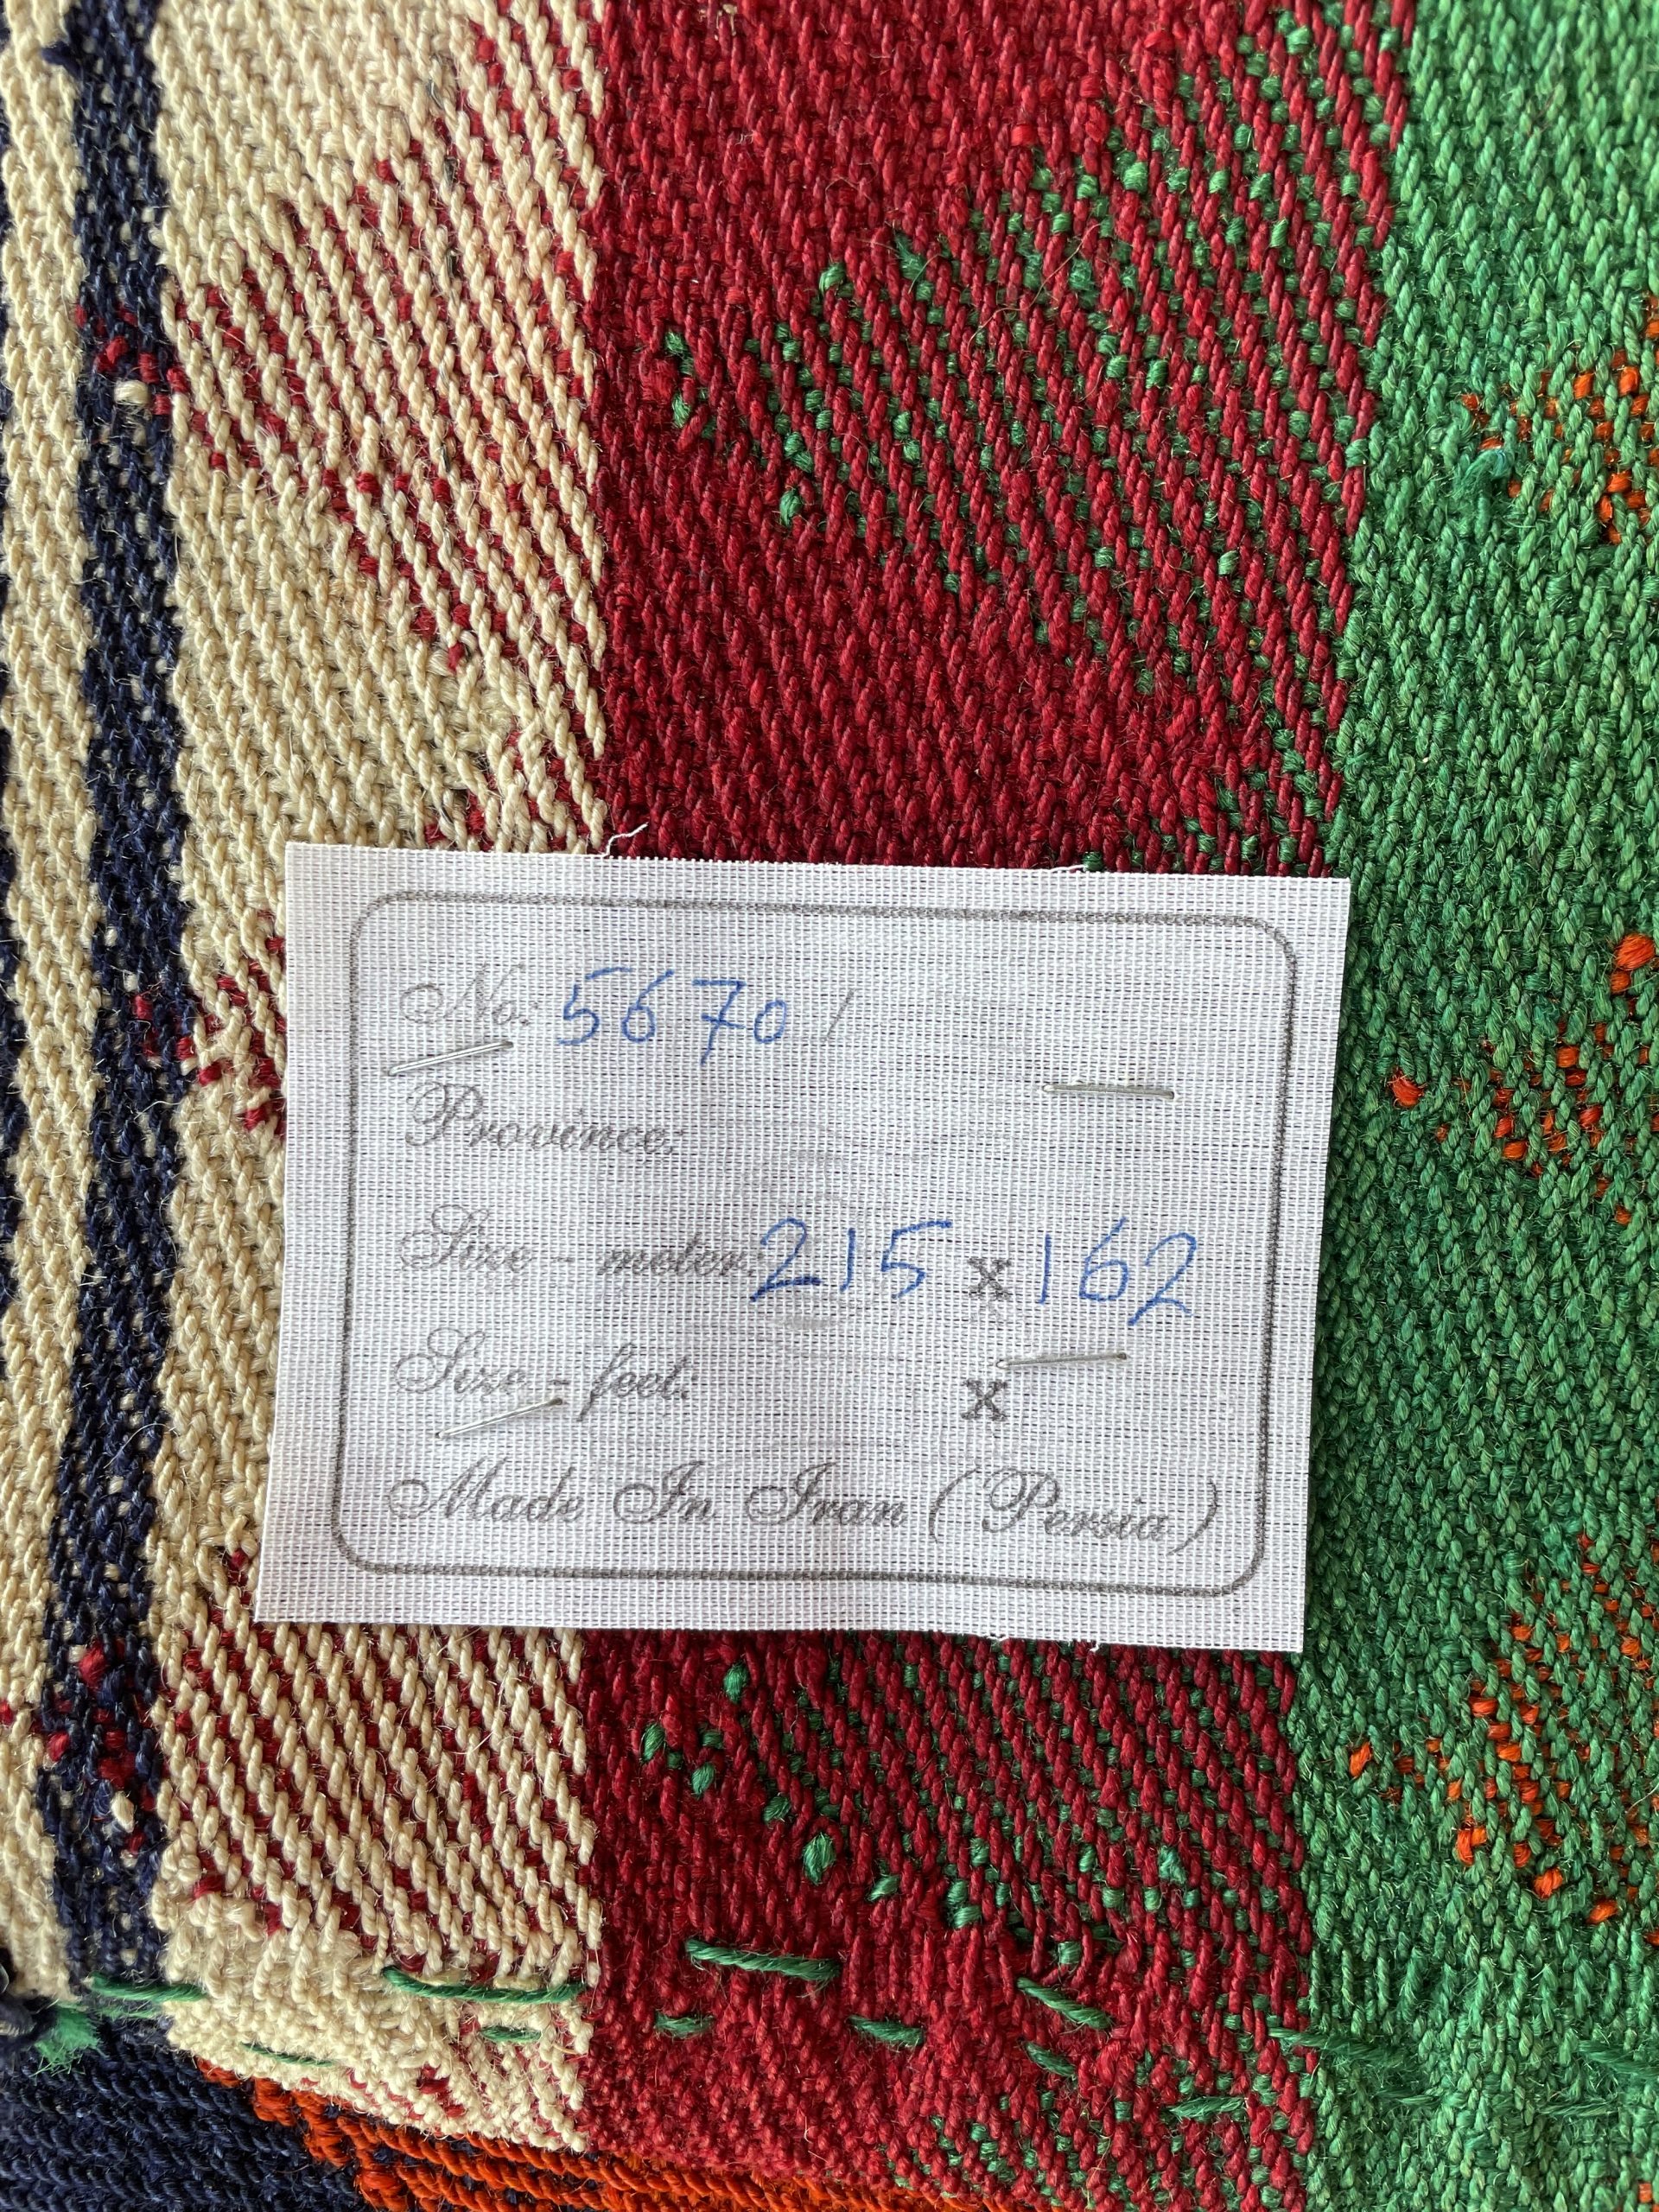 No: 5670 /
Province:
Size - meter: 215 x 162
Size - feet: x
Made In Iran (Persia)